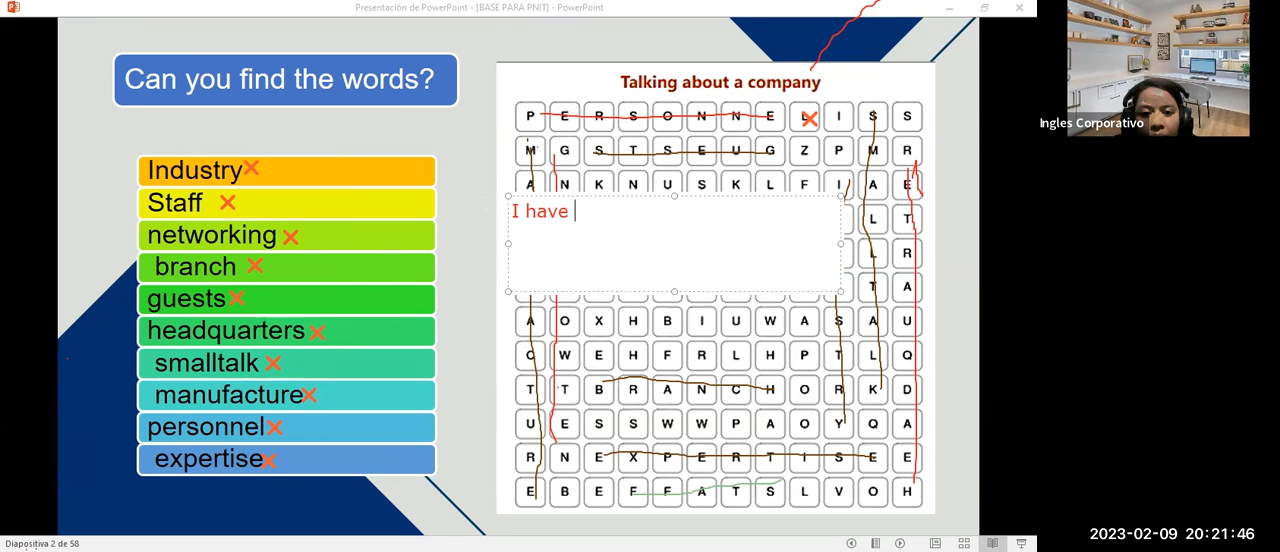 Presentación de PowerPoint - [BASE PARA PNIT] - PowerPoint
Can you find the words?
Industry
Staff
networking
branch
guests
headquarters
smalltalk
manufacture
personnel
expertise
Talking about a company
P E R S O N N E L I S S
M G S T S E U G Z P M R
A N K N U S K L F I A E
I have
L T
L R
T A
A O X H B I U W A S A U
C W E H F R L H P T L Q
T T B R A N C H O R K D
U E S S W W P A O Y Q A
R N E X P E R T I S E E
E B E F F A T S L V O H
Ingles Corporativo
Diapositiva 2 de 58
2023-02-09 20:21:46